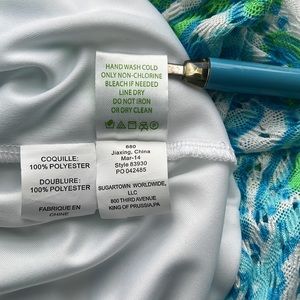 HAND WASH COLD
ONLY NON-CHLORINE
BLEACH IF NEEDED
LINE DRY
DO NOT IRON
OR DRY CLEAN
COQUILLE:
100% POLYESTER
DOUBLURE:
100% POLYESTER
FABRIQUE EN
CHINE
680
Jiaxing, China
Mar-14
Style 83930
PO 042485
SUGARTOWN WORLDWIDE,
LLC
800 THIRD AVENUE
KING OF PRUSSIA,PA